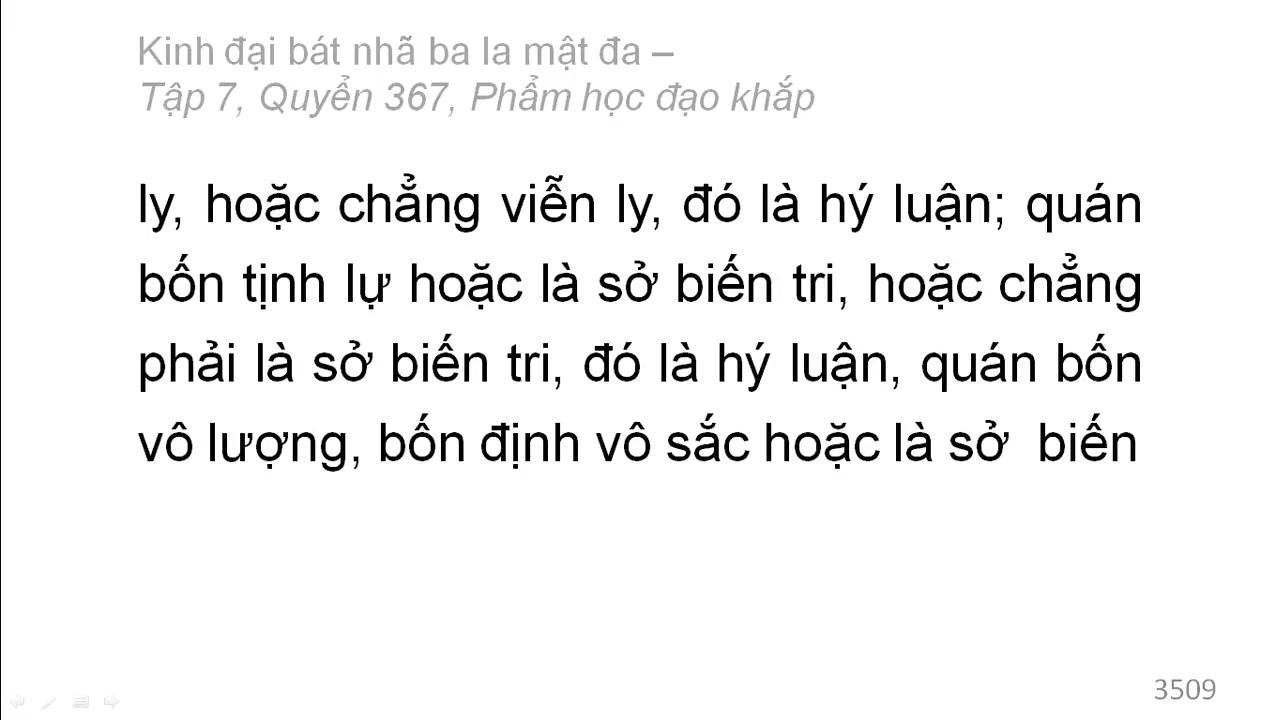 Kinh đại bát nhã ba la mật đa –
Tập 7, Quyển 367, Phẩm học đạo khắp
ly, hoặc chẳng viễn ly, đó là hý luận; quán
bốn tịnh lự hoặc là sở biến tri, hoặc chẳng
phải là sở biến tri, đó là hý luận, quán bốn
vô lượng, bốn định vô sắc hoặc là sở biến
3509